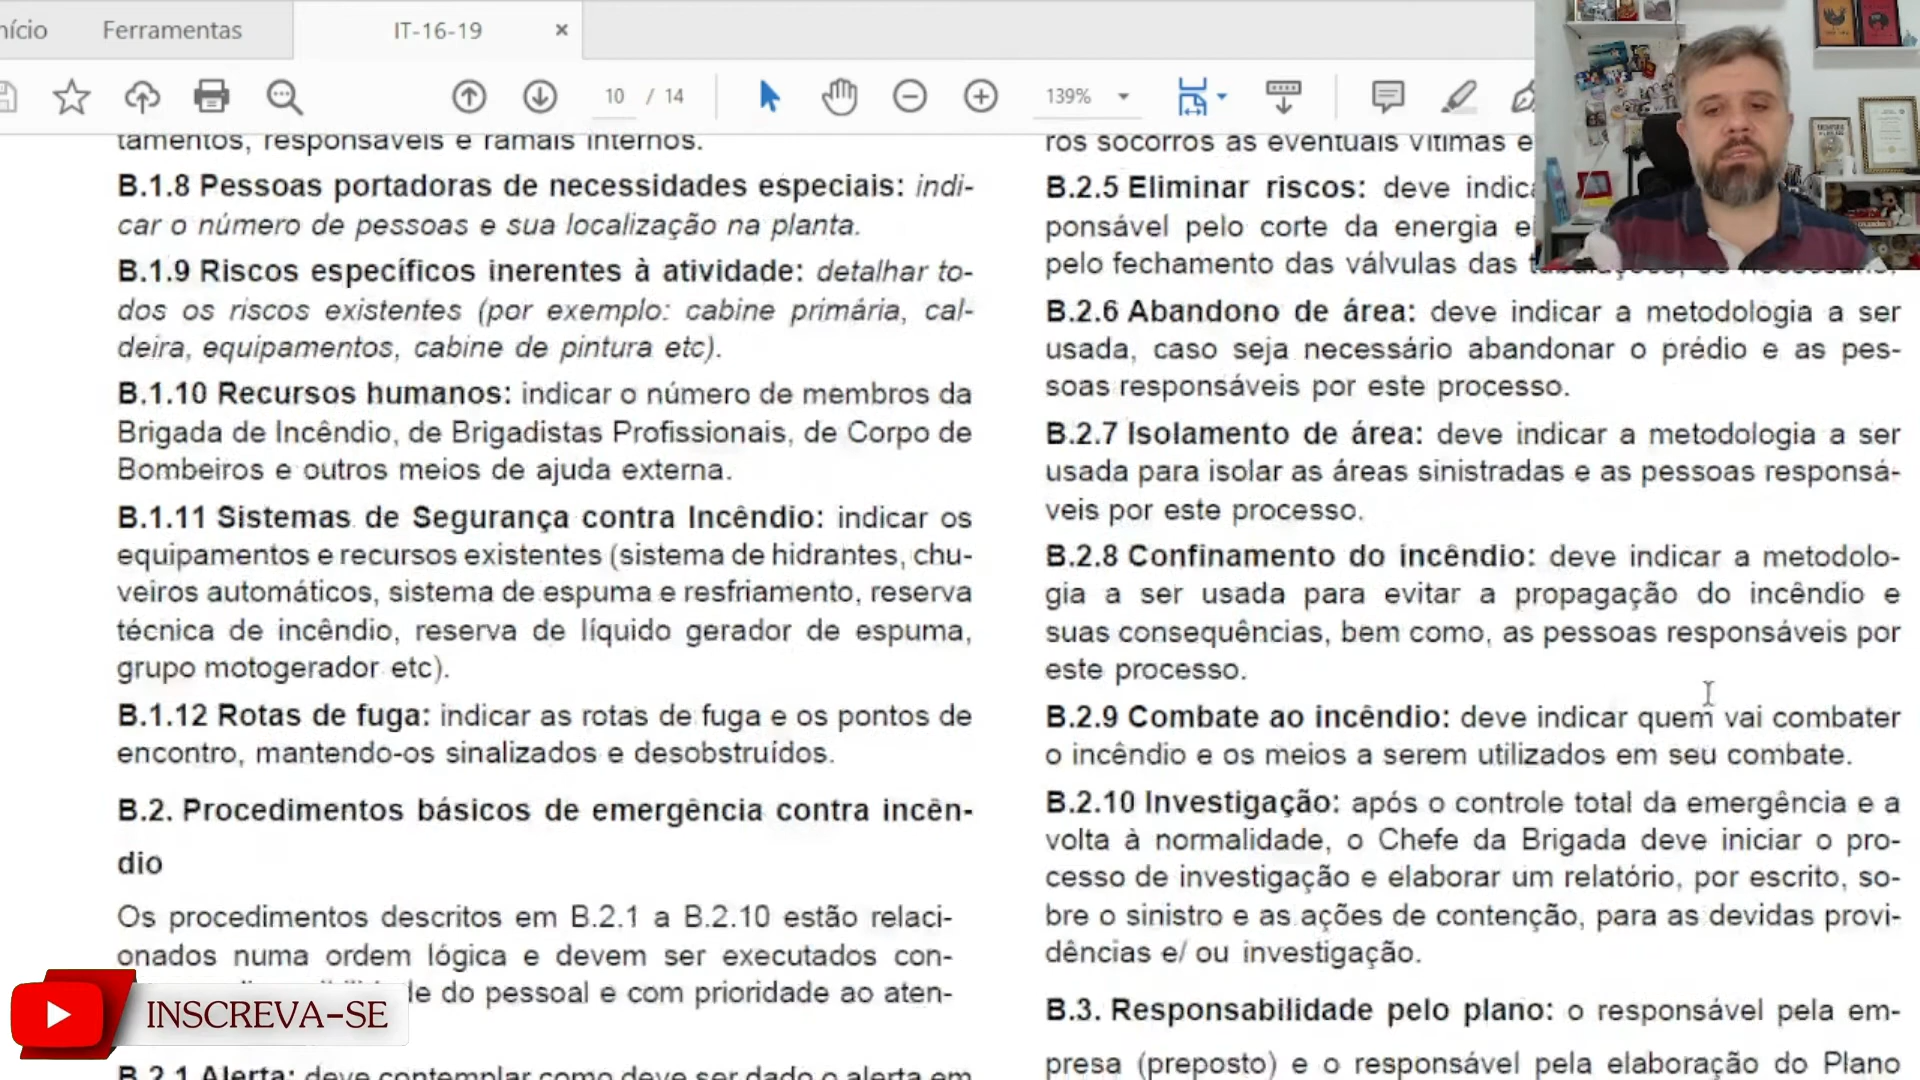 nício
Ferramentas
IT-16-19
10 / 14
139%
tamentos, responsáveis e ramais internos.
B.1.8 Pessoas portadoras de necessidades especiais: indi-
car o número de pessoas e sua localização na planta.
B.1.9 Riscos específicos inerentes à atividade: detalhar to-
dos os riscos existentes (por exemplo: cabine primária, cal-
deira, equipamentos, cabine de pintura etc).
B.1.10 Recursos humanos: indicar o número de membros da
Brigada de Incêndio, de Brigadistas Profissionais, de Corpo de
Bombeiros e outros meios de ajuda externa.
B.1.11 Sistemas de Segurança contra Incêndio: indicar os
equipamentos e recursos existentes (sistema de hidrantes, chu-
veiros automáticos, sistema de espuma e resfriamento, reserva
técnica de incêndio, reserva de líquido gerador de espuma,
grupo motogerador etc).
B.1.12 Rotas de fuga: indicar as rotas de fuga e os pontos de
encontro, mantendo-os sinalizados e desobstruídos.
B.2. Procedimentos básicos de emergência contra incên-
dio
Os procedimentos descritos em B.2.1 a B.2.10 estão relaci-
onados numa ordem lógica e devem ser executados con-
de do pessoal e com prioridade ao aten-
B.2.1 Alerta: deve contemplar como deve ser dado o alerta em
ros socorros às eventuais vítimas e
B.2.5 Eliminar riscos: deve indica
ponsável pelo corte da energia e
pelo fechamento das válvulas das
B.2.6 Abandono de área: deve indicar a metodologia a ser
usada, caso seja necessário abandonar o prédio e as pes-
soas responsáveis por este processo.
B.2.7 Isolamento de área: deve indicar a metodologia a ser
usada para isolar as áreas sinistradas e as pessoas responsá-
veis por este processo.
B.2.8 Confinamento do incêndio: deve indicar a metodolo-
gia a ser usada para evitar a propagação do incêndio e
suas consequências, bem como, as pessoas responsáveis por
este processo.
B.2.9 Combate ao incêndio: deve indicar quem vai combater
o incêndio e os meios a serem utilizados em seu combate.
B.2.10 Investigação: após o controle total da emergência e a
volta à normalidade, o Chefe da Brigada deve iniciar o pro-
cesso de investigação e elaborar um relatório, por escrito, so-
bre o sinistro e as ações de contenção, para as devidas provi-
dências e/ ou investigação.
B.3. Responsabilidade pelo plano: o responsável pela em-
presa (preposto) e o responsável pela elaboração do Plano
INSCREVA-SE